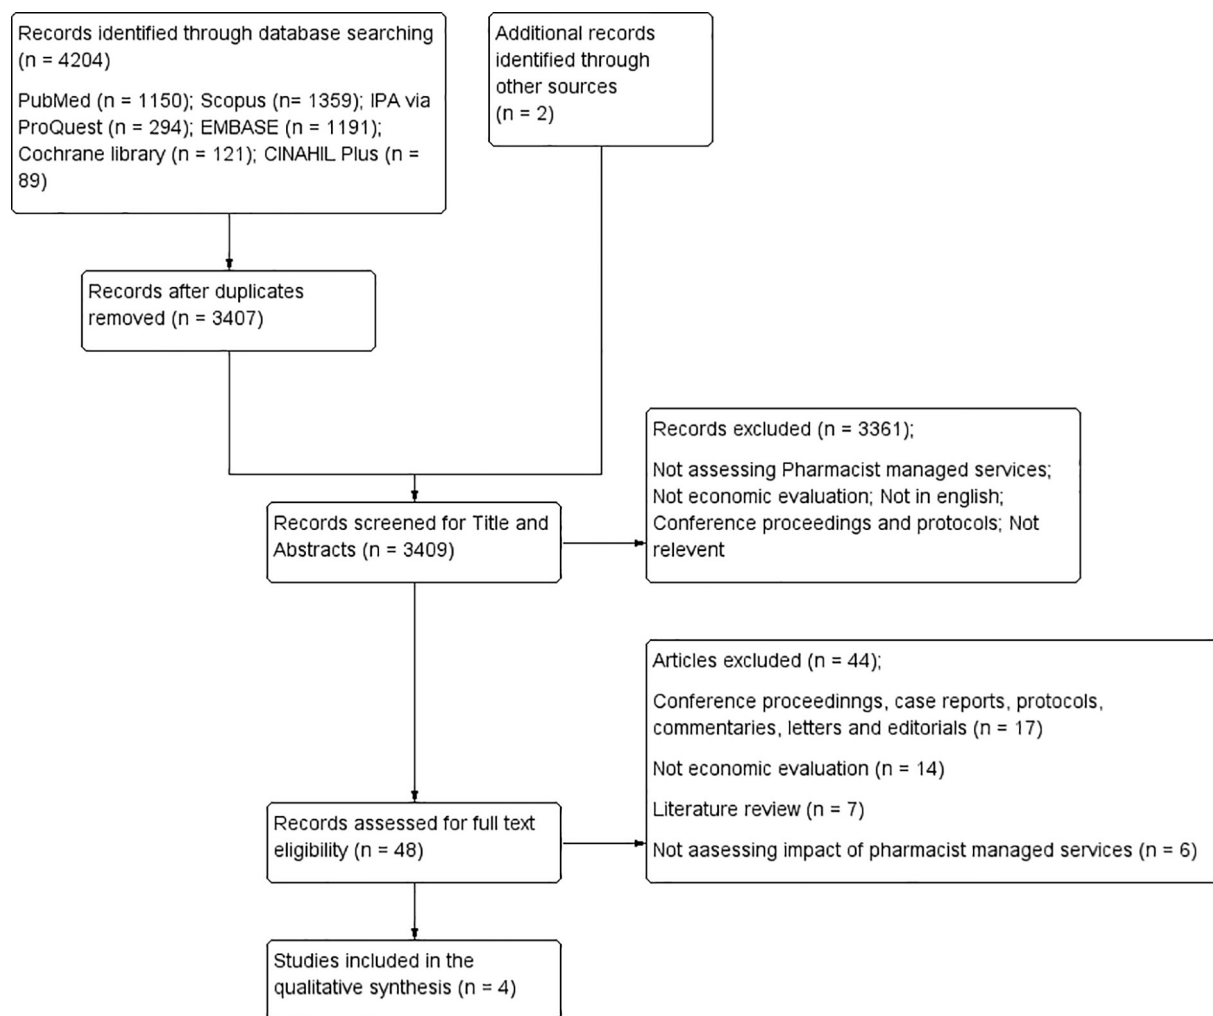 Records identified through database searching
(n = 4204)
PubMed (n = 1150); Scopus (n= 1359); IPA via
ProQuest (n = 294); EMBASE (n = 1191);
Cochrane library (n = 121); CINAHIL Plus (n =
89)
Additional records
identified through
other sources
(n = 2)
Records after duplicates
removed (n = 3407)
Records excluded (n = 3361);
Not assessing Pharmacist managed services;
Not economic evaluation; Not in english;
Conference proceedings and protocols; Not
relevent
Records screened for Title and
Abstracts (n = 3409)
Articles excluded (n = 44);
Conference proceedinngs, case reports, protocols,
commentaries, letters and editorials (n = 17)
Not economic evaluation (n = 14)
Literature review (n = 7)
Not aasessing impact of pharmacist managed services (n = 6)
Records assessed for full text
eligibility (n = 48)
Studies included in the
qualitative synthesis (n = 4)